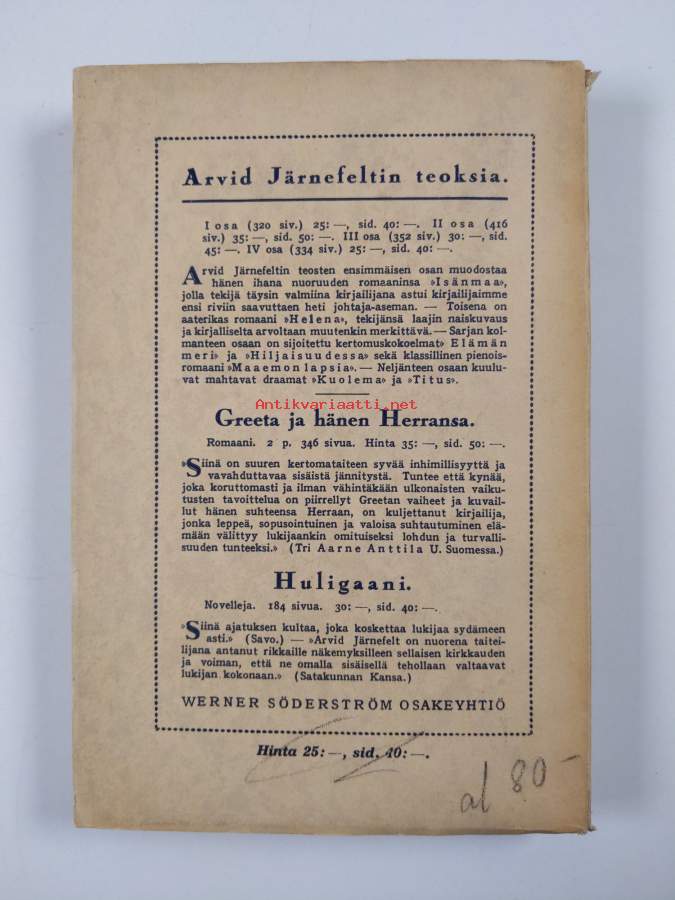 Arvid Järnefeltin teoksia.
I osa (320 siv.) 25: —, sid. 40: —. II osa (416
siv.) 35: —, sid. 50: —. III osa (352 siv.) 30: —, sid.
45: —. IV osa (334 siv.) 25: —, sid. 40: —.
Arvid Järnefeltin teosten ensimmäisen osan muodostaa
hänen ihana nuoruuden romaaninsa »Isänmaa»,
jolla tekijä täysin valmiina kirjailijana astui kirjailijaimme
ensi riviin saavuttaen heti johtaja-aseman. — Toisena on
aaterikas romaani »Helena», tekijänsä laajin naiskuvaus
ja kirjalliselta arvoltaan muutenkin merkittävä. — Sarjan kol-
manteen osaan on sijoitettu kertomuskokoelmat» Elämän
meri» ja »Hiljaisuudessa» sekä klassillinen pienois-
romaani »Maaemon lapsia». — Neljänteen osaan kuulu-
vat mahtavat draamat »Kuolema» ja »Titus».
Antikvariaatti.net
Greeta ja hänen Herransa.
Romaani. 2 p. 346 sivua. Hinta 35: —, sid. 50: —.
»Siinä on suuren kertomataiteen syvää inhimillisyyttä ja
vavahduttavaa sisäistä jännitystä. Tuntee että kynää,
joka koruttomasti ja ilman vähintäkään ulkonaisten vaiku-
tusten tavoittelua on piirrellyt Greetan vaiheet ja kuvail-
lut hänen suhteensa Herraan, on kuljettanut kirjailija,
jonka leppeä, sopusointuinen ja valoisa suhtautuminen elä-
mään välittyy lukijaankin omituiseksi lohdun ja turvalli-
suuden tunteeksi.» (Tri Aarne Anttila U. Suomessa.)
Huligaani.
Novelleja. 184 sivua. 30: —, sid. 40: —.
»Siinä ajatuksen kultaa, joka koskettaa lukijaa sydämeen
asti.» (Savo.) — »Arvid Järnefelt on nuorena taitei-
lijana antanut rikkaille näkemyksilleen sellaisen kirkkauden
ja voiman, että ne omalla sisäisellä tehollaan valtaavat
lukijan kokonaan.» (Satakunnan Kansa.)
WERNER SÖDERSTRÖM OSAKEYHTIÖ
Hinta 25: —, sid. 40: —.
al 80-